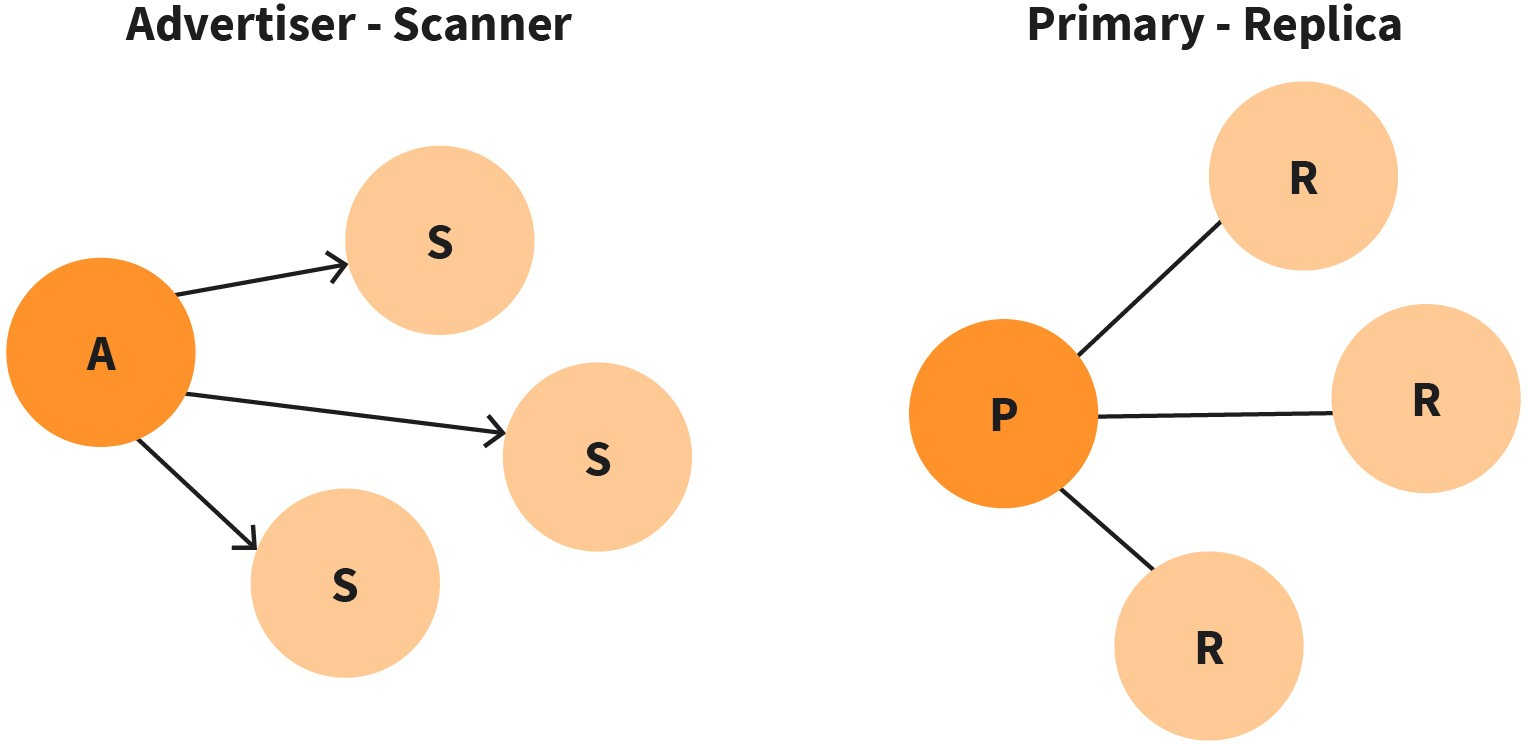 Advertiser - Scanner
A
S
S
S
Primary - Replica
P
R
R
R